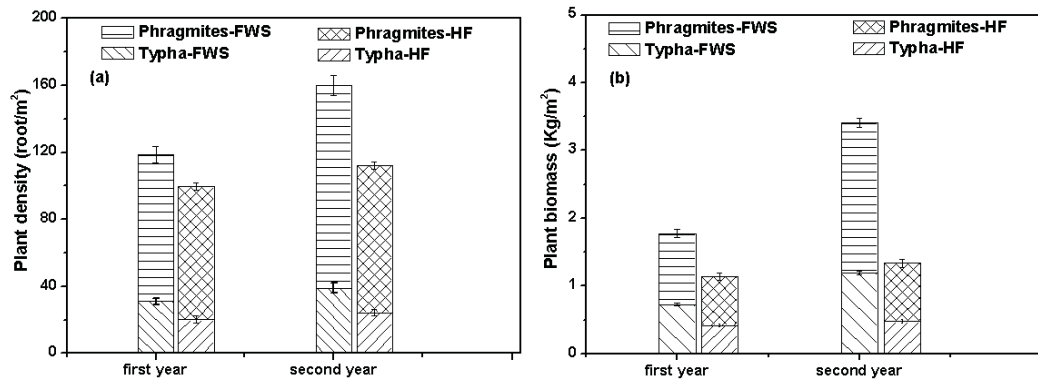 200
160
120
80
40
0
Plant density (root/m²)
Phragmites-FWS
Phragmites-HF
Typha-FWS
Typha-HF
(a)
first year
second year
5
4
3
2
1
0
Plant biomass (Kg/m²)
Phragmites-FWS
Phragmites-HF
Typha-FWS
Typha-HF
(b)
first year
second year